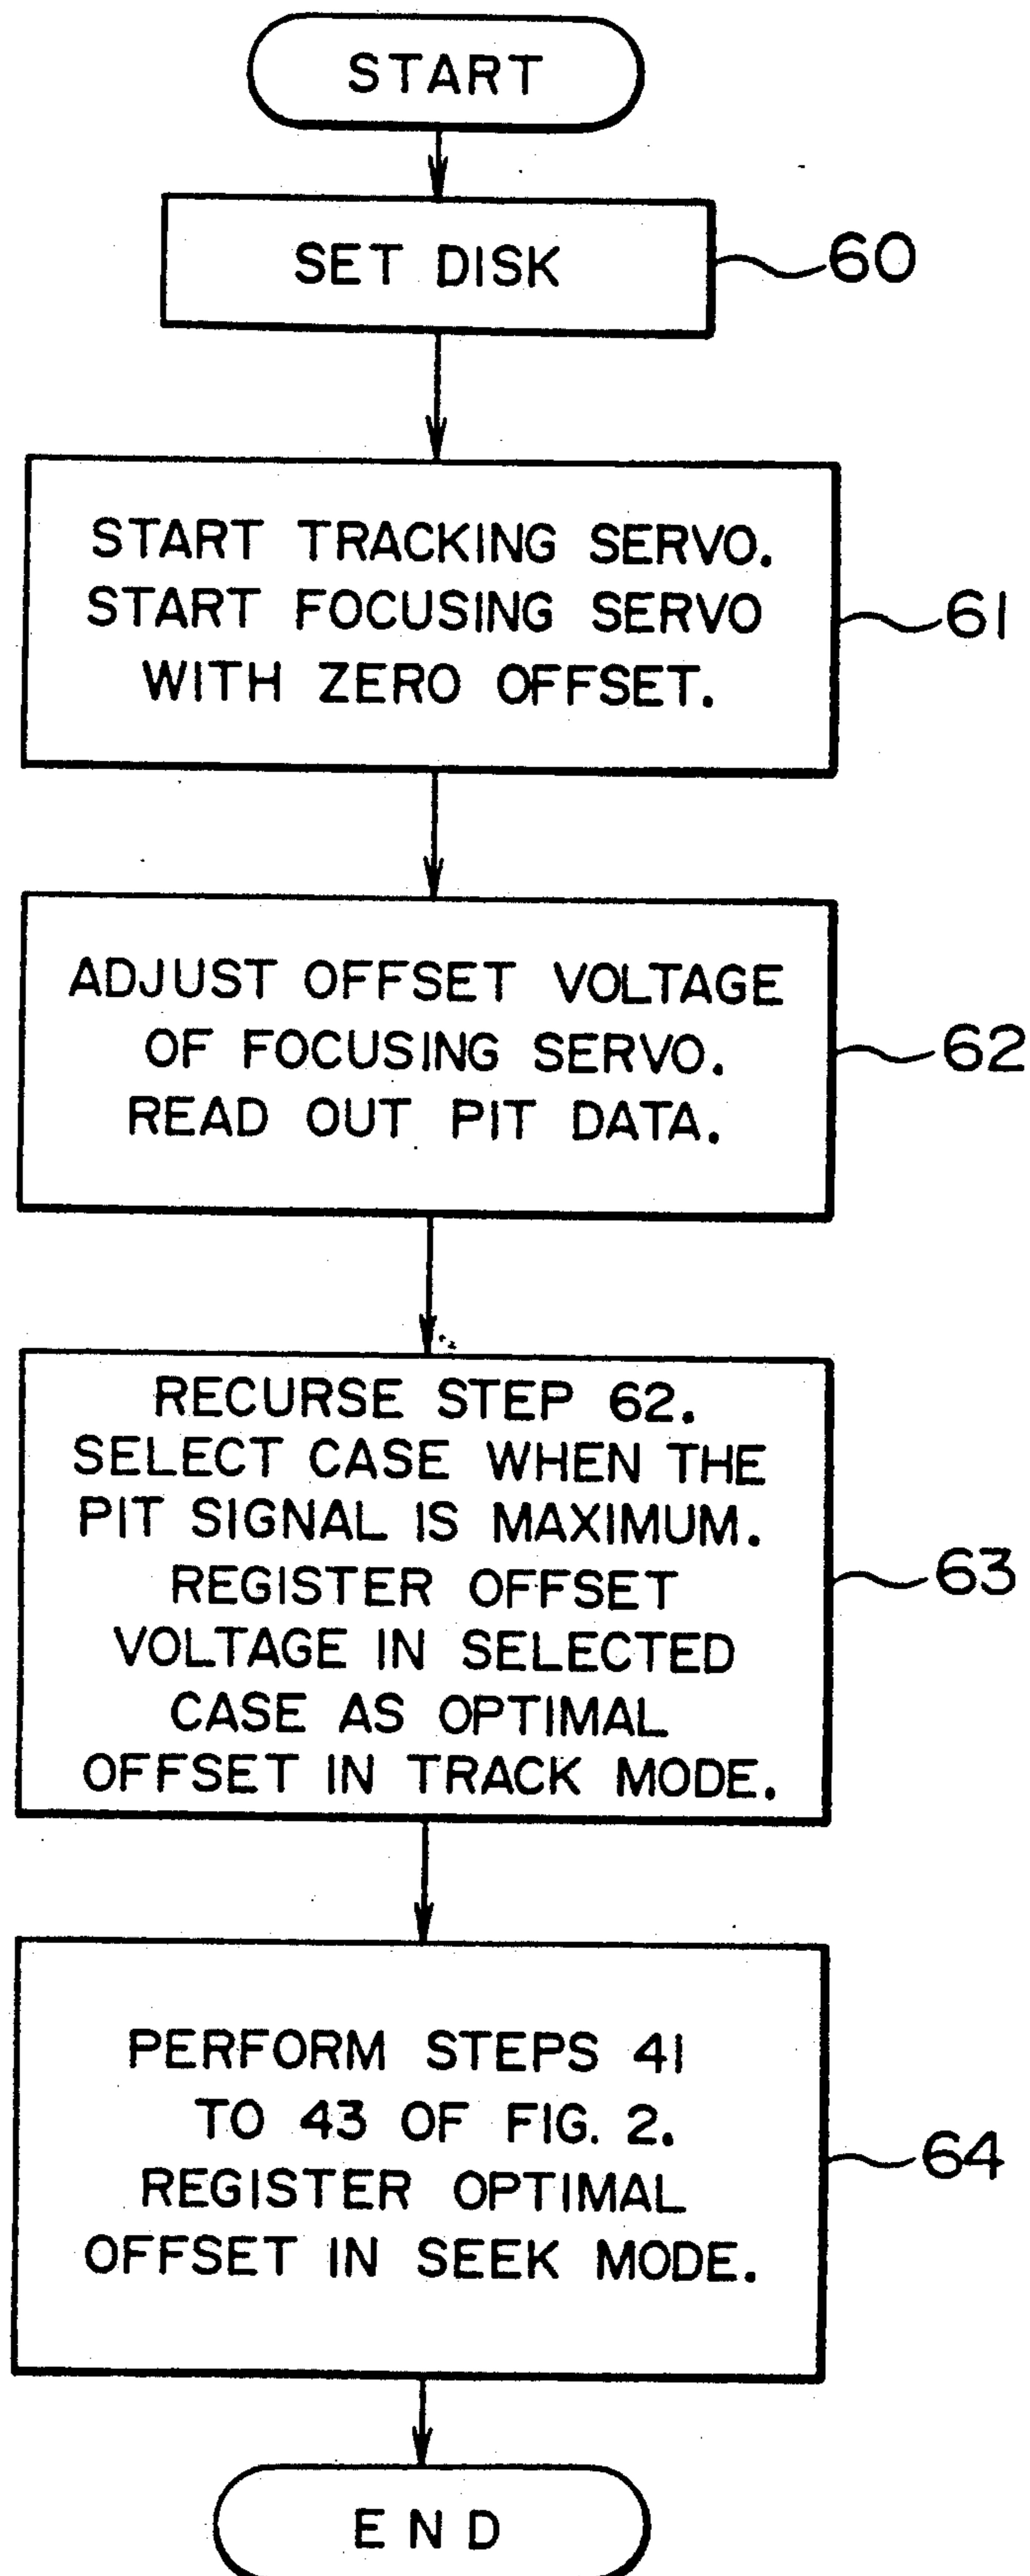 START
SET DISK
60
START TRACKING SERVO.
START FOCUSING SERVO
WITH ZERO OFFSET.
61
ADJUST OFFSET VOLTAGE
OF FOCUSING SERVO.
READ OUT PIT DATA.
62
RECURSE STEP 62.
SELECT CASE WHEN THE
PIT SIGNAL IS MAXIMUM.
REGISTER OFFSET
VOLTAGE IN SELECTED
CASE AS OPTIMAL
OFFSET IN TRACK MODE.
63
PERFORM STEPS 41
TO 43 OF FIG. 2.
REGISTER OPTIMAL
OFFSET IN SEEK MODE.
64
END